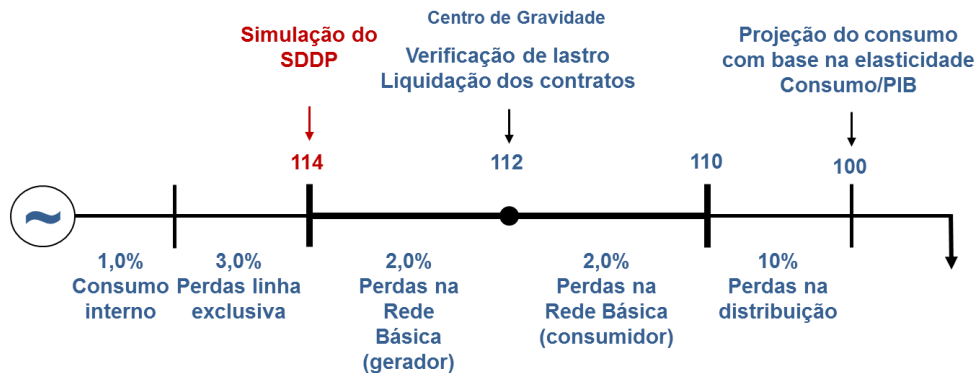 Centro de Gravidade
Simulação do
SDDP
Verificação de lastro
Liquidação dos contratos
Projeção do consumo
com base na elasticidade
Consumo/PIB
114
112
110
100
~
1,0%
Consumo
interno
3,0%
Perdas linha
exclusiva
2,0%
Perdas na
Rede
Básica
(gerador)
2,0%
Perdas na
Rede Básica
(consumidor)
10%
Perdas na
distribuição